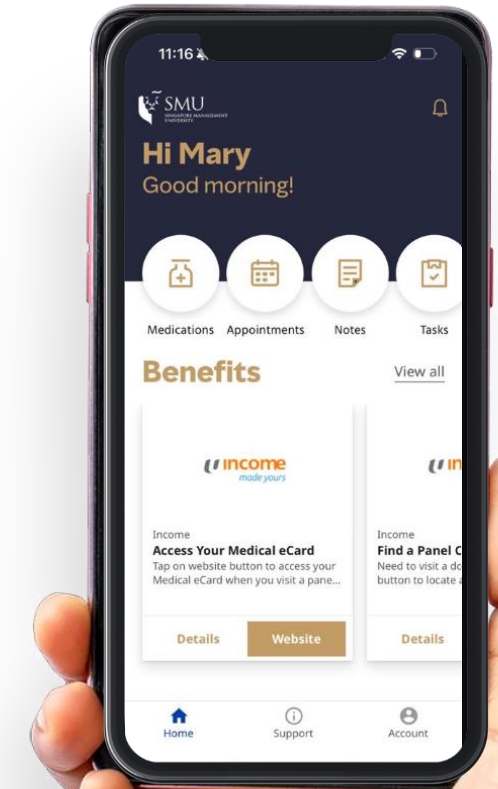 11:16
SMU
SINGAPORE MANAGEMENT
UNIVERSITY
Hi Mary
Good morning!
Medications Appointments Notes Tasks
Benefits View all
income
made yours
in
Income
Access Your Medical eCard
Tap on website button to access your
Medical eCard when you visit a pane...
Income
Find a Panel C
Need to visit a do
button to locate a
Details Website Details
Home Support Account